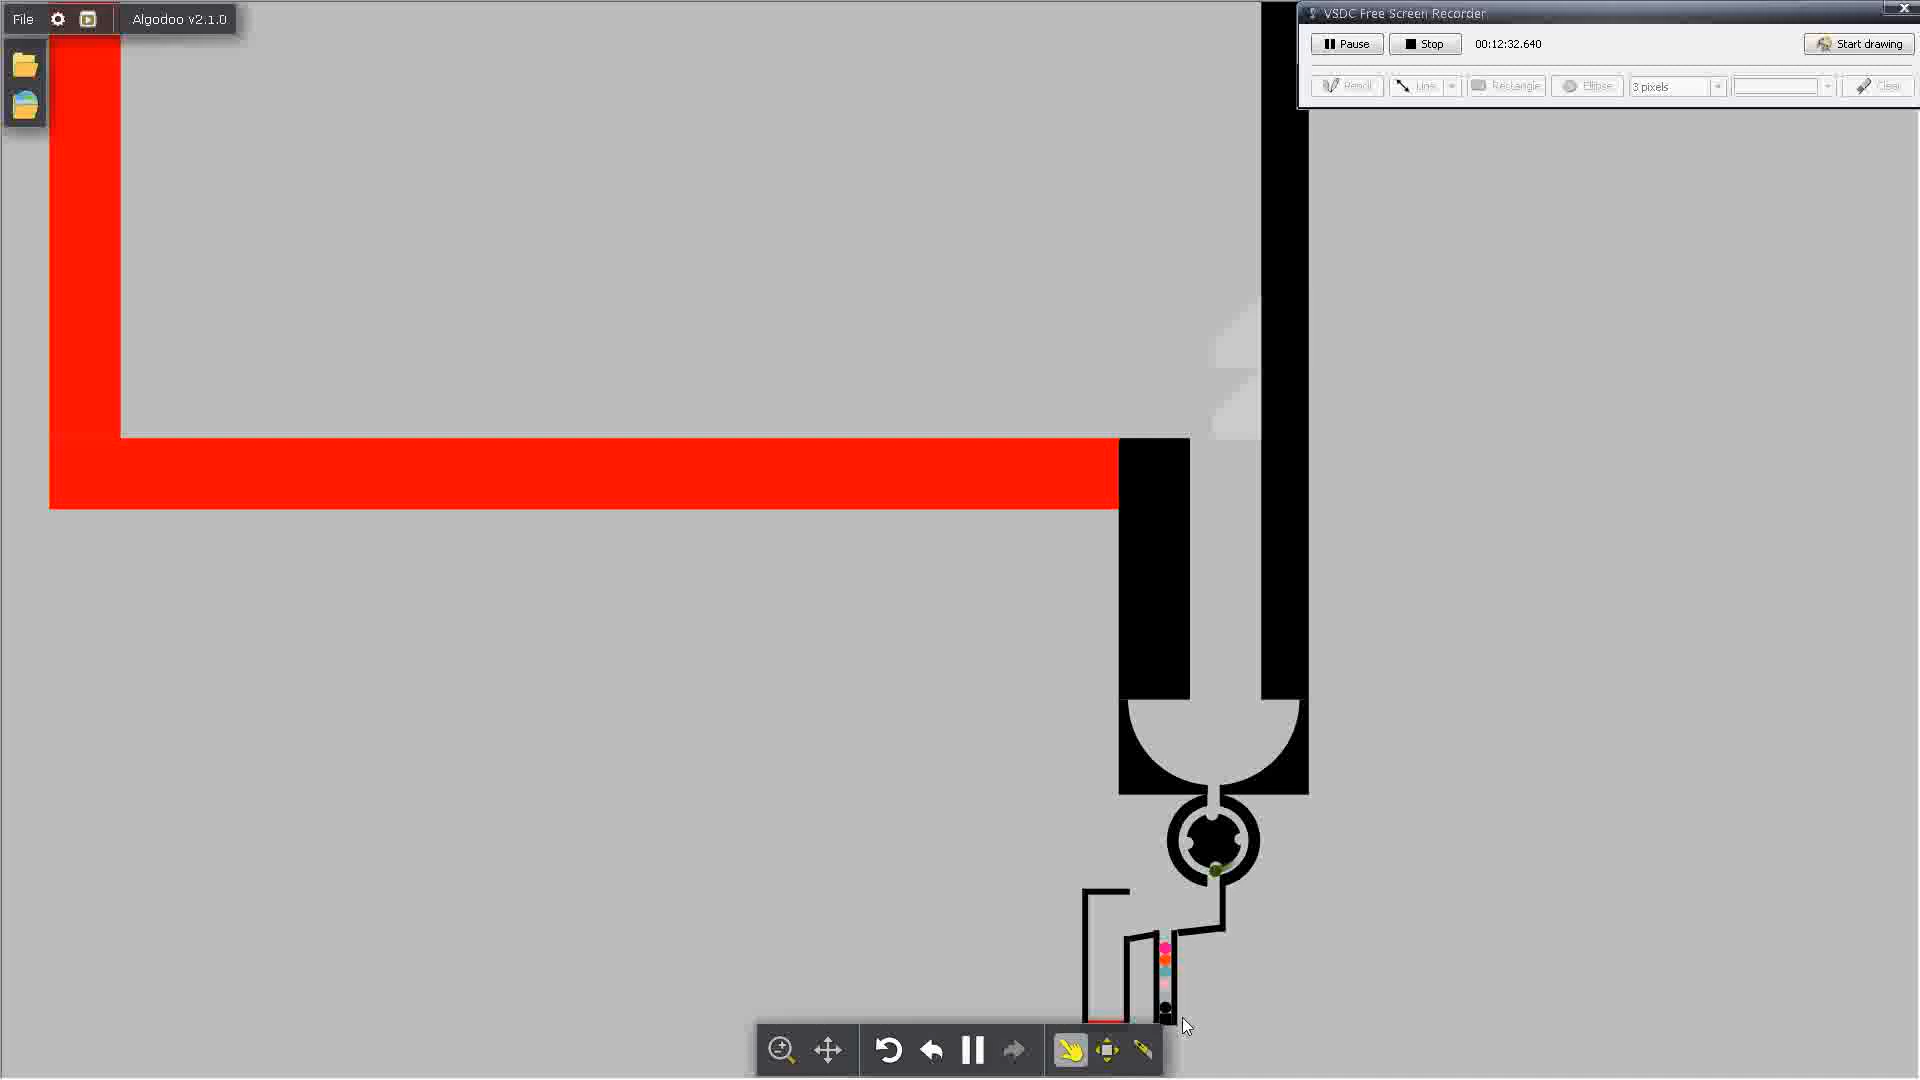 File
Algodoo v2.1.0
VSDC Free Screen Recorder
Pause
Stop
00:12:32.640
Start drawing
Pencil
Line
Rectangle
Ellipse
3 pixels
Clear